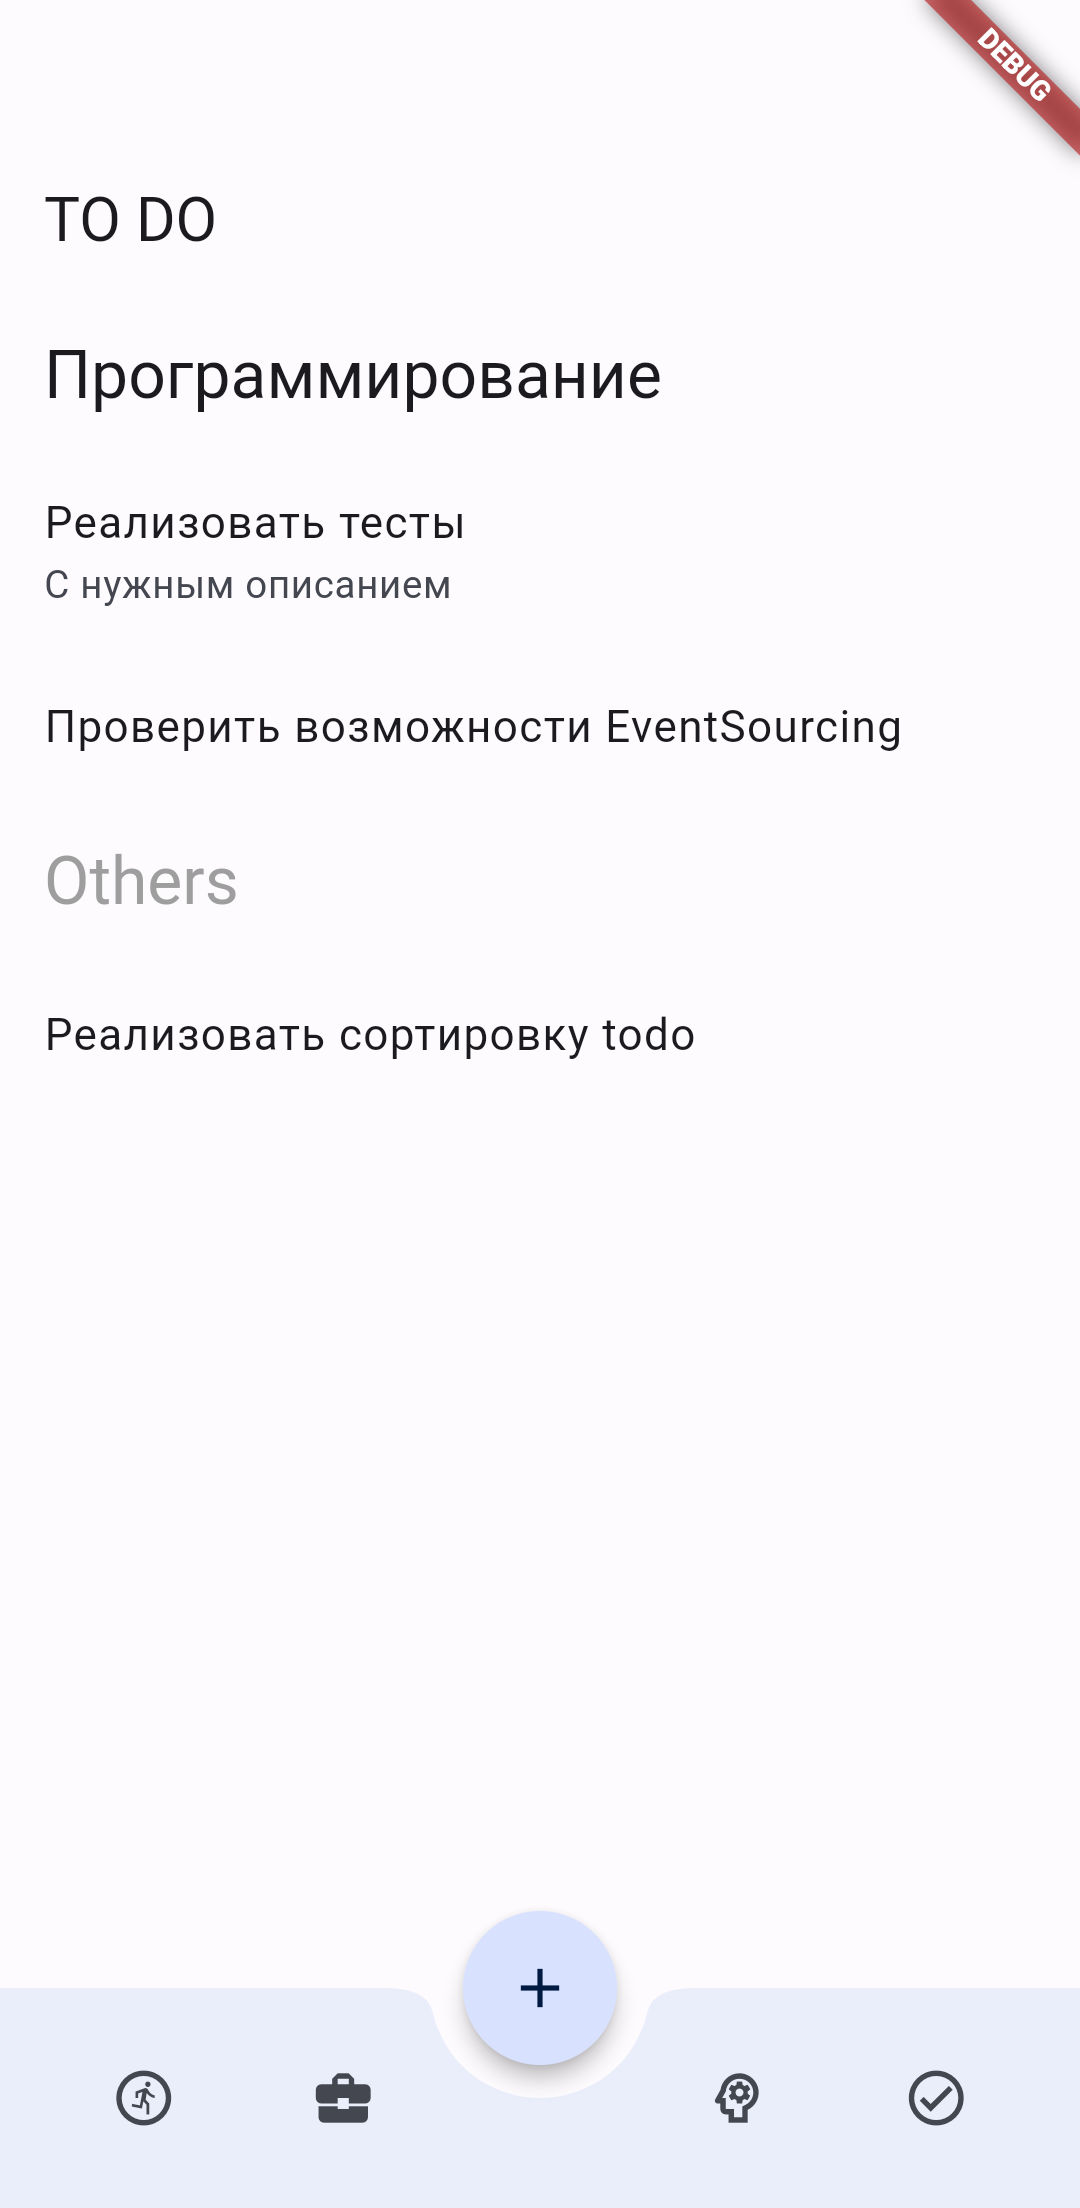 DEBUG
TO DO
Программирование
Реализовать тесты
С нужным описанием
Проверить возможности EventSourcing
Others
Реализовать сортировку todo